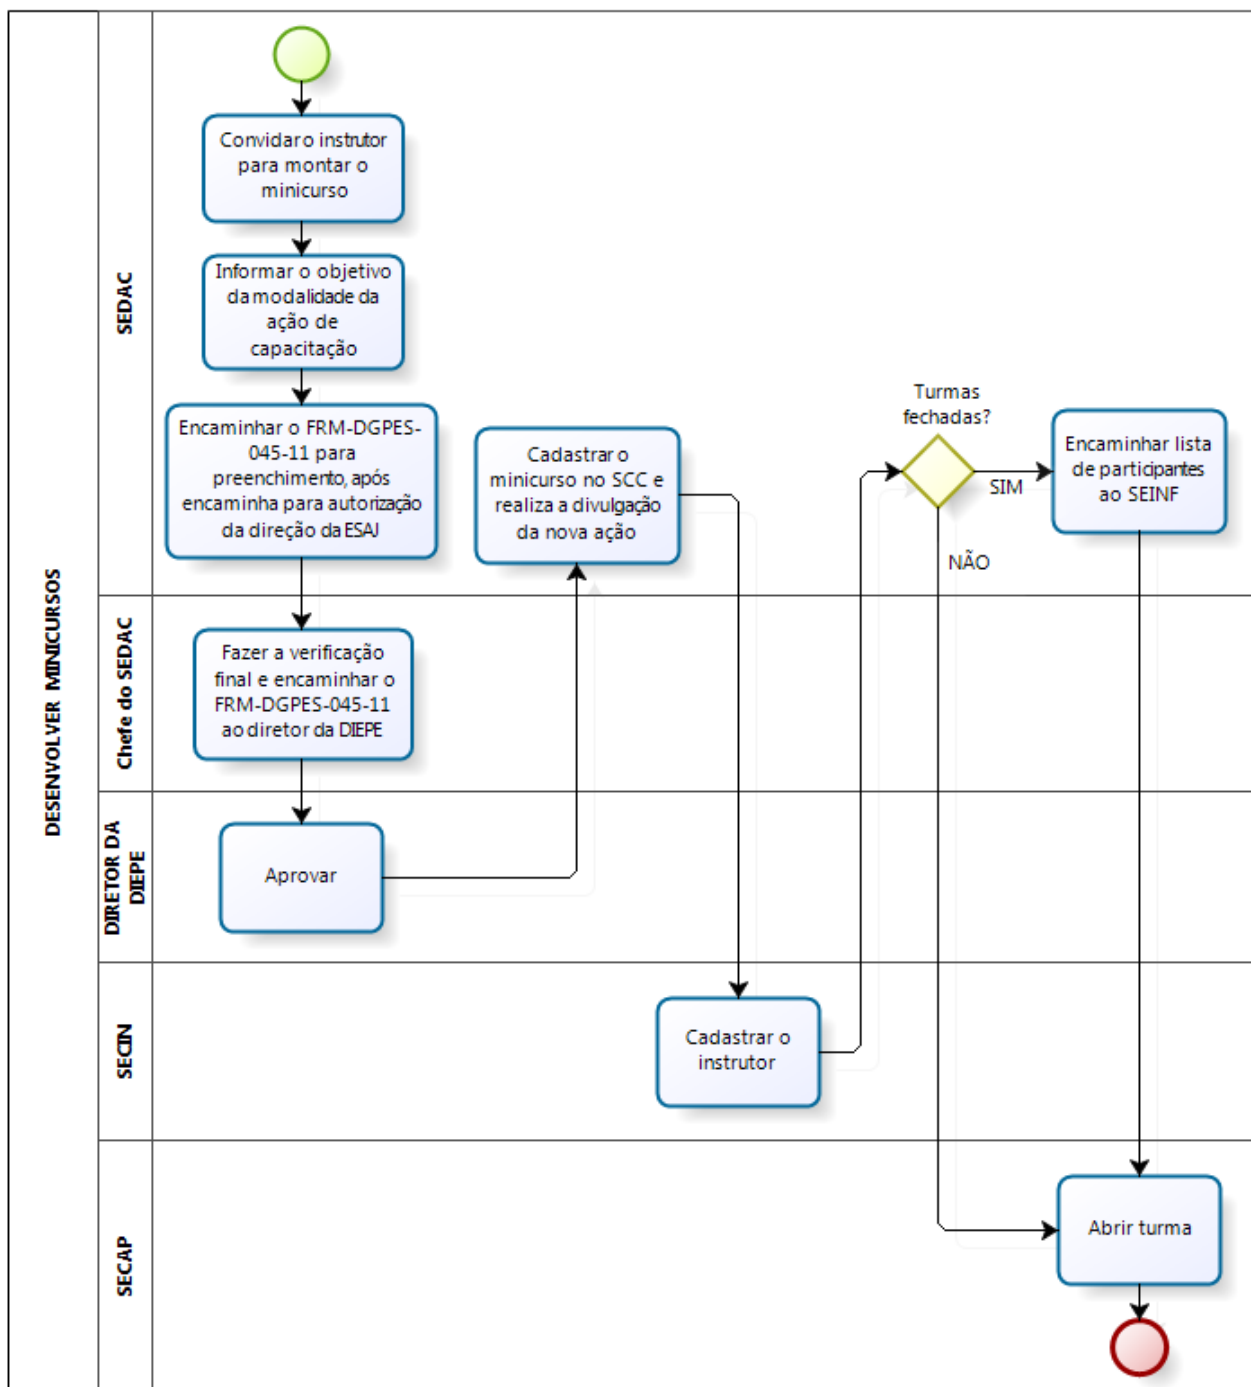 DESENVOLVER MINICURSOS
SEDAC
Convidar o instrutor
para montar o
minicurso
Informar o objetivo
da modalidade da
ação de
capacitação
Encaminhar o FRM-DGPES-
045-11 para
preenchimento, após
encaminha para autorização
da direção da ESAJ
Cadastrar o
minicurso no SCC e
realiza a divulgação
da nova ação
Turmas
fechadas?
SIM
NÃO
Encaminhar lista
de participantes
ao SEINF
Chefe do SEDAC
Fazer a verificação
final e encaminhar o
FRM-DGPES-045-11
ao diretor da DIEPE
DIRETOR DA
DIEPE
Aprovar
SECIN
Cadastrar o
instrutor
SECAP
Abrir turma